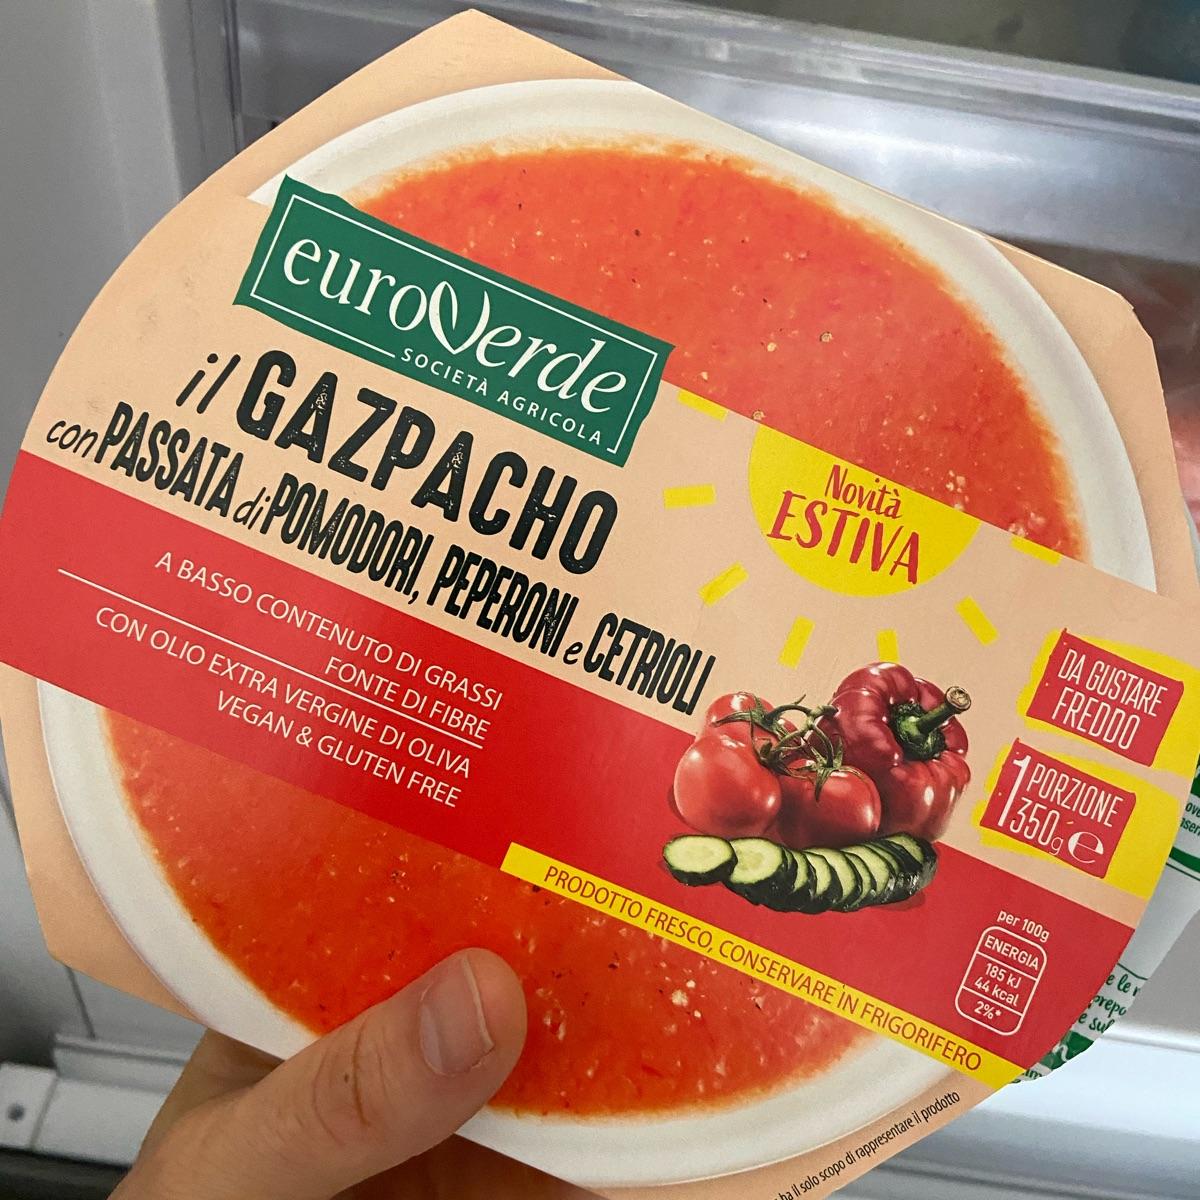 euroVerde
SOCIETÀ AGRICOLA
il GAZPACHO
con PASSATA di POMODORI, PEPERONI e CETRIOLI
Novità
ESTIVA
A BASSO CONTENUTO DI GRASSI
FONTE DI FIBRE
CON OLIO EXTRA VERGINE DI OLIVA
VEGAN & GLUTEN FREE
DA GUSTARE
FREDDO
1 PORZIONE
350g e
PRODOTTO FRESCO, CONSERVARE IN FRIGORIFERO
per 100g
ENERGIA
185 kJ
44 kcal
2%*
ha il solo scopo di rappresentare il prodotto